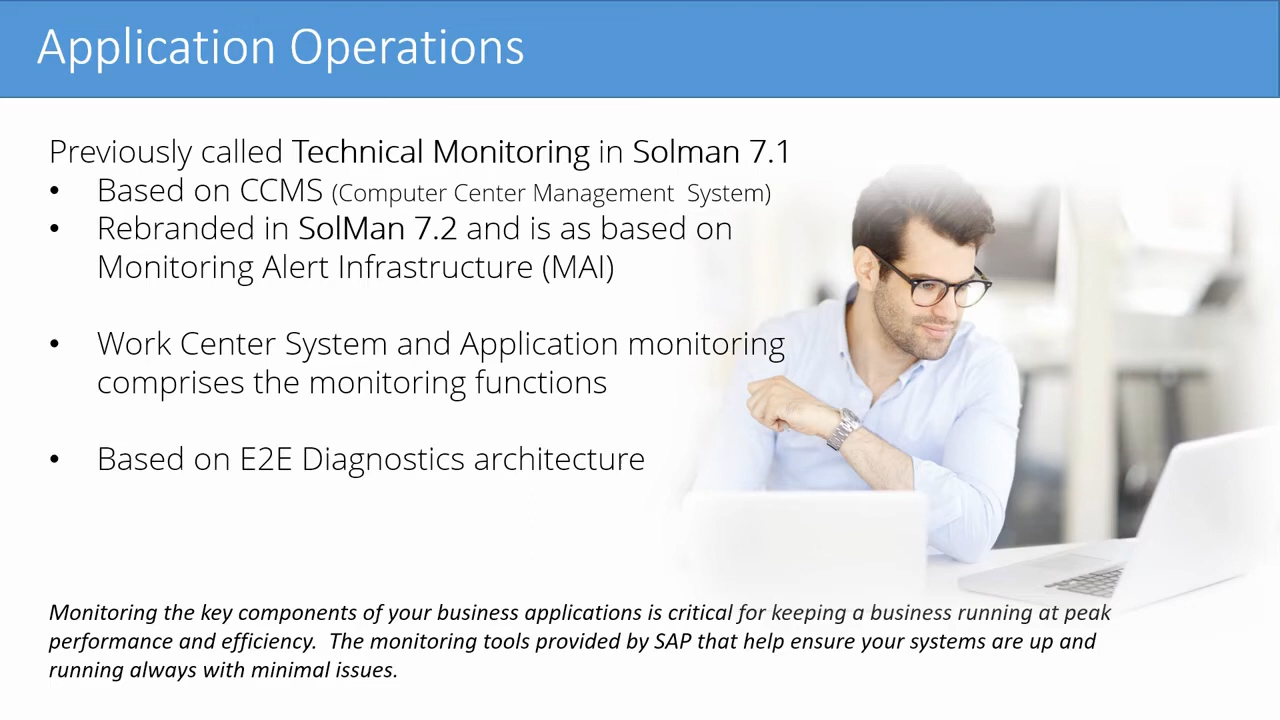 Application Operations
Previously called Technical Monitoring in Solman 7.1
• Based on CCMS (Computer Center Management System)
• Rebranded in SolMan 7.2 and is as based on
Monitoring Alert Infrastructure (MAI)
• Work Center System and Application monitoring
comprises the monitoring functions
• Based on E2E Diagnostics architecture
Monitoring the key components of your business applications is critical for keeping a business running at peak
performance and efficiency. The monitoring tools provided by SAP that help ensure your systems are up and
running always with minimal issues.